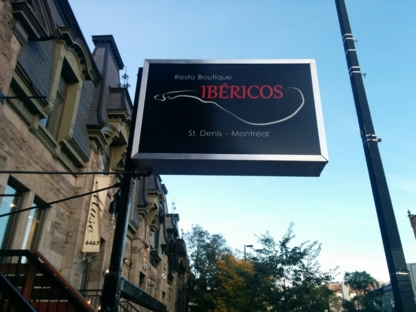 Resto Boutique
IBÉRICOS
St. Denis - Montréal
4467